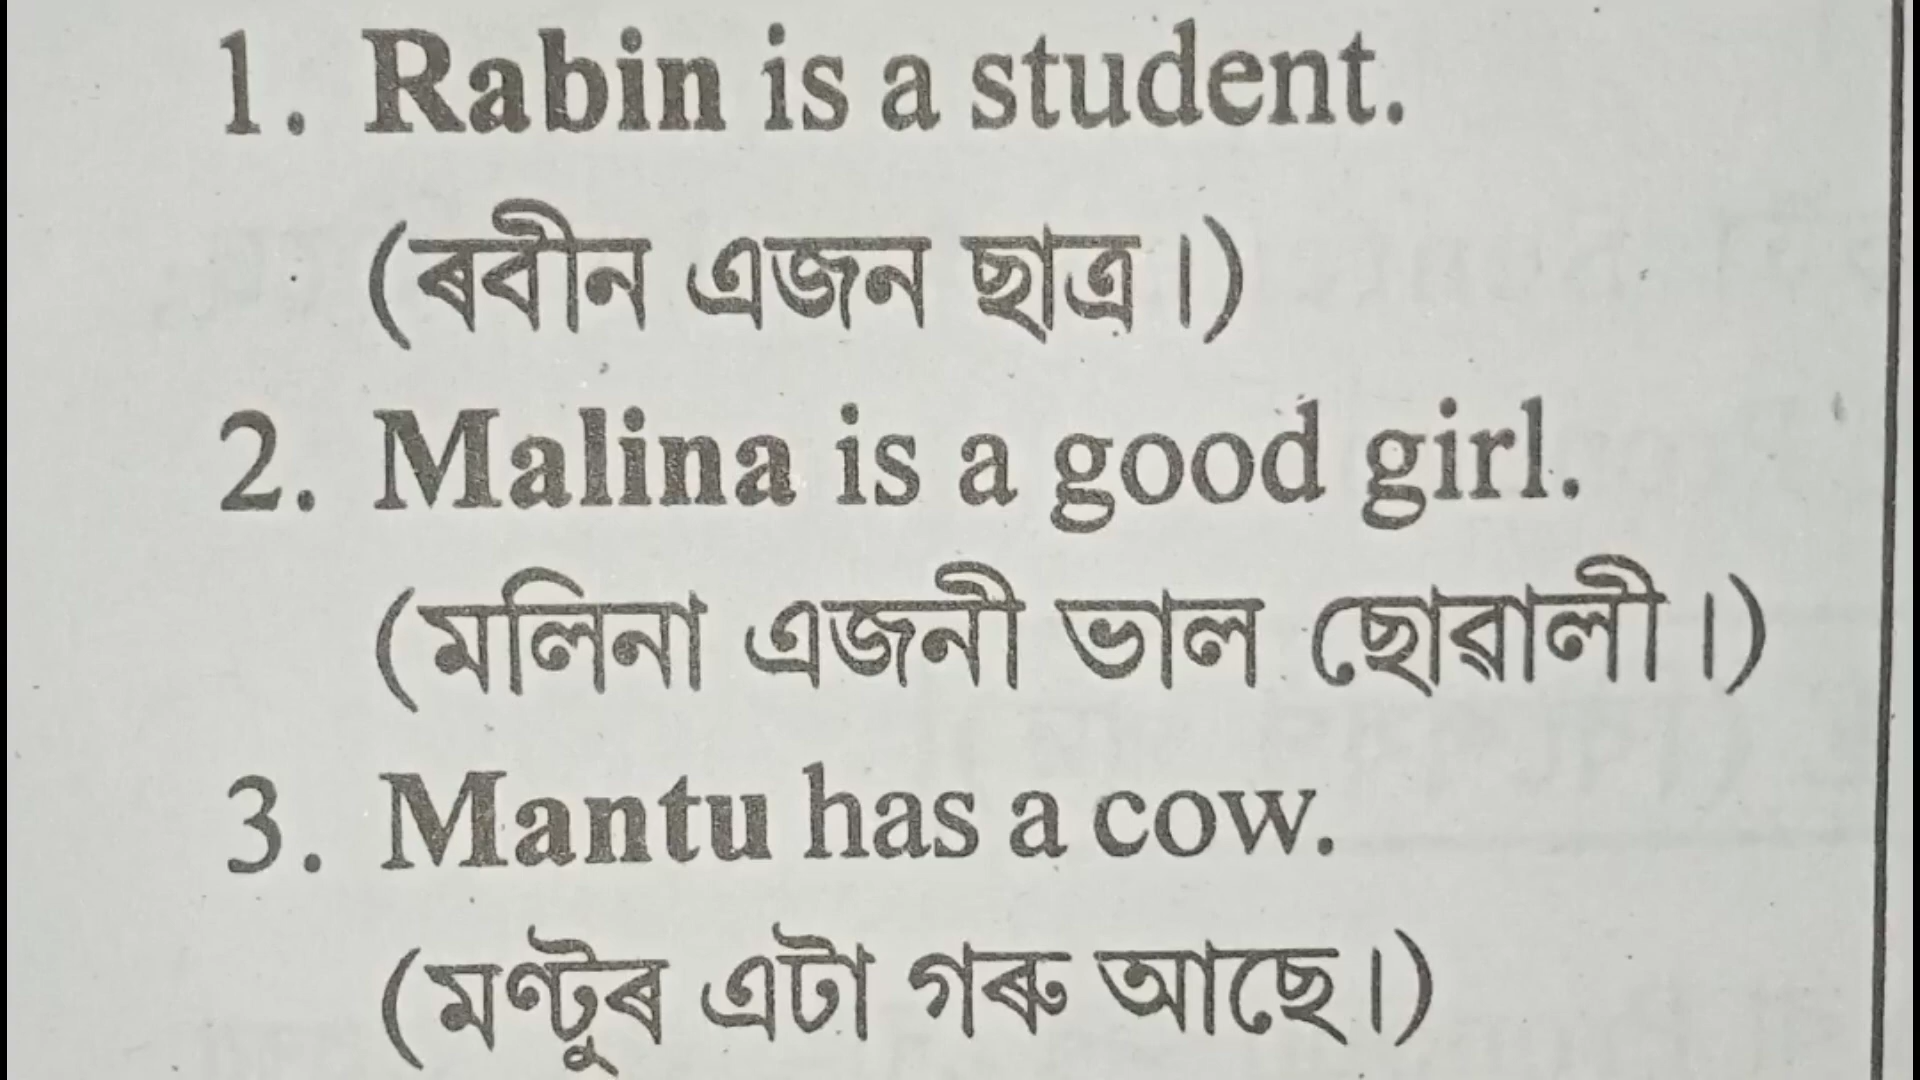 1. Rabin is a student.
(ৰবীন এজন ছাত্ৰ।)
2. Malina is a good girl.
(মলিনা এজনী ভাল ছোৱালী।)
3. Mantu has a cow.
(মণ্টুৰ এটা গৰু আছে।)